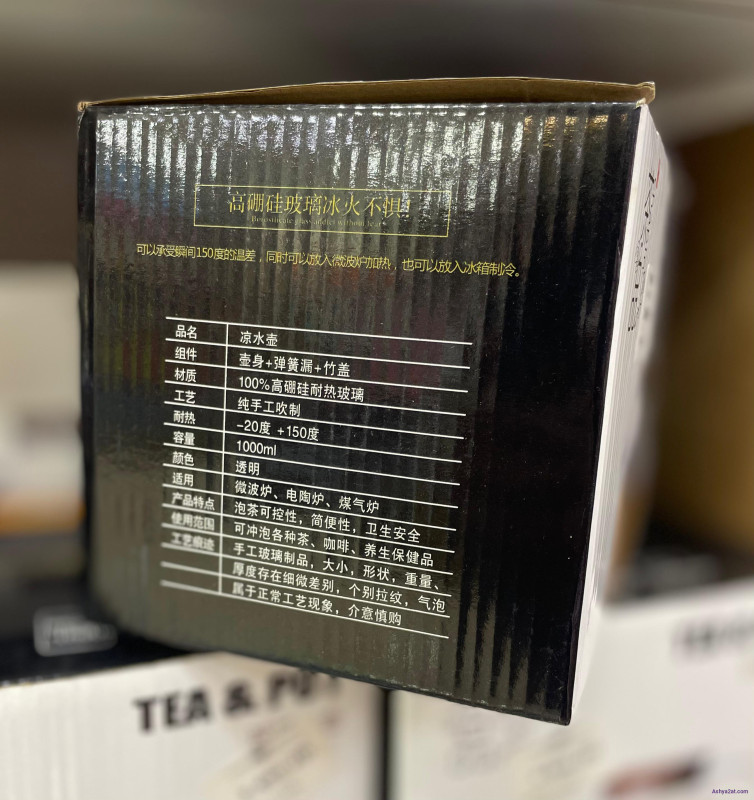 高硼硅玻璃冰火不惧!
可以承受瞬间150度的温差，同时可以放入微波炉加热，也可以放入冰箱制冷。
品名 凉水壶
组件 壶身+弹簧漏+竹盖
材质 100%高硼硅耐热玻璃
工艺 纯手工吹制
耐热 -20度 +150度
容量 1000ml
颜色 透明
适用 微波炉、电陶炉、煤气炉
产品特点 泡茶可控性，简便性，卫生安全
使用范围 可冲泡各种茶、咖啡、养生保健品
工艺痕迹 手工玻璃制品，大小，形状，重量、
厚度存在细微差别，个别拉纹，气泡
属于正常工艺现象，介意慎购
TEA & POT
Ashya2at.com